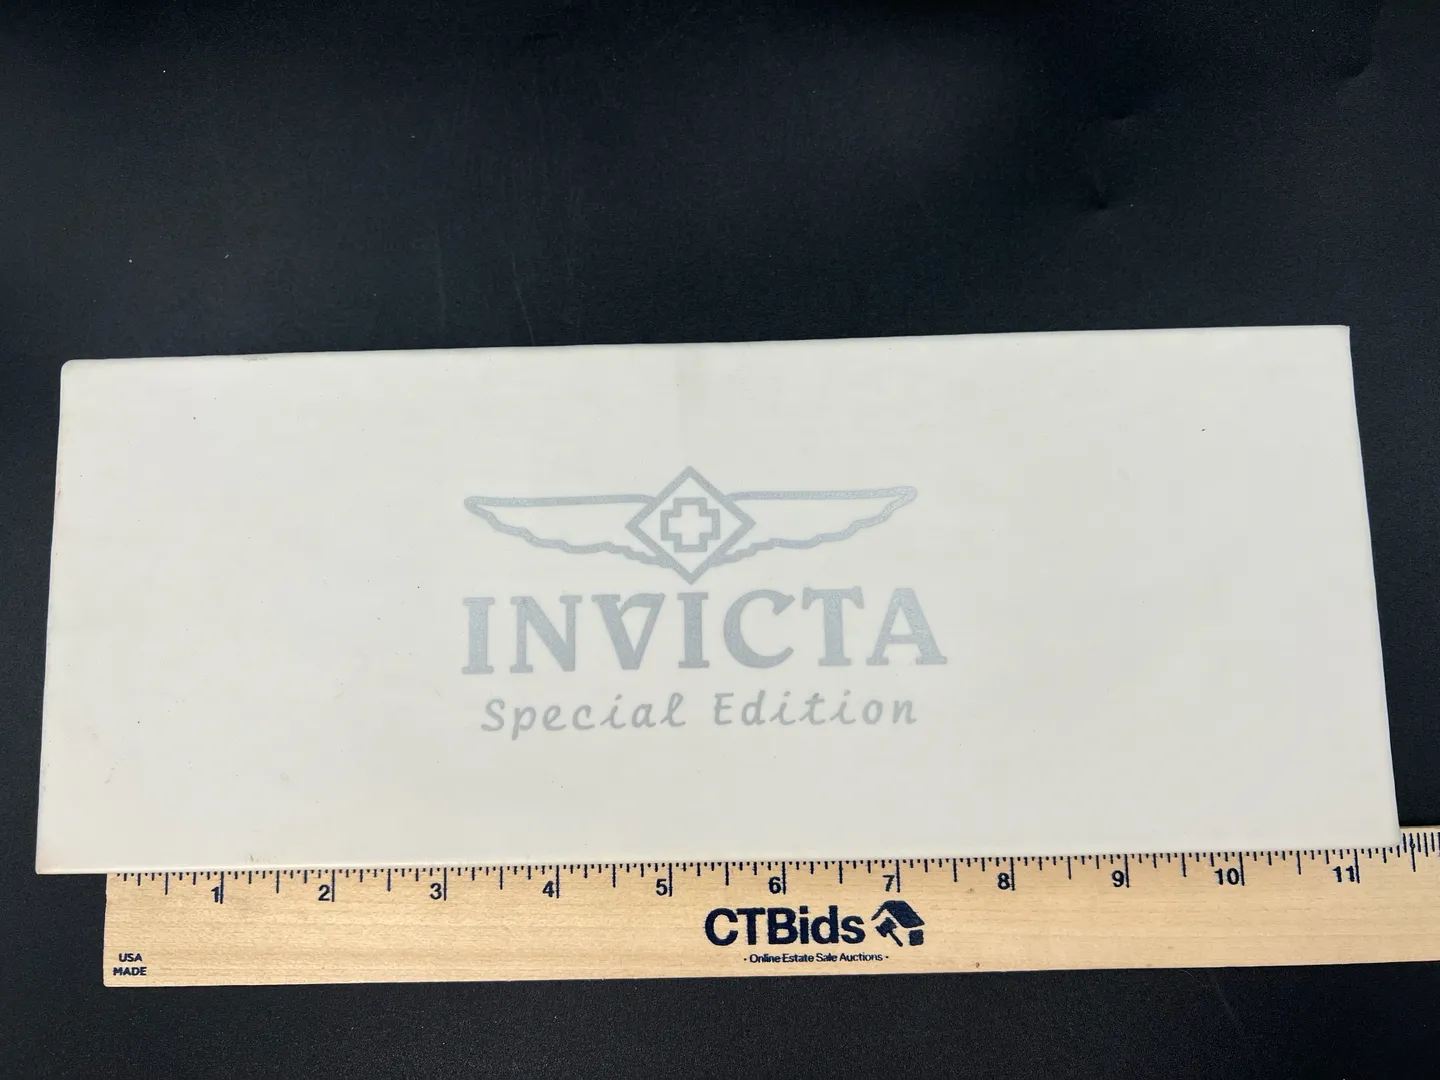 INVICTA
Special Edition
1 2 3 4 5 6 7 8 9 10 11
CTBids
· Online Estate Sale Auctions ·
USA
MADE